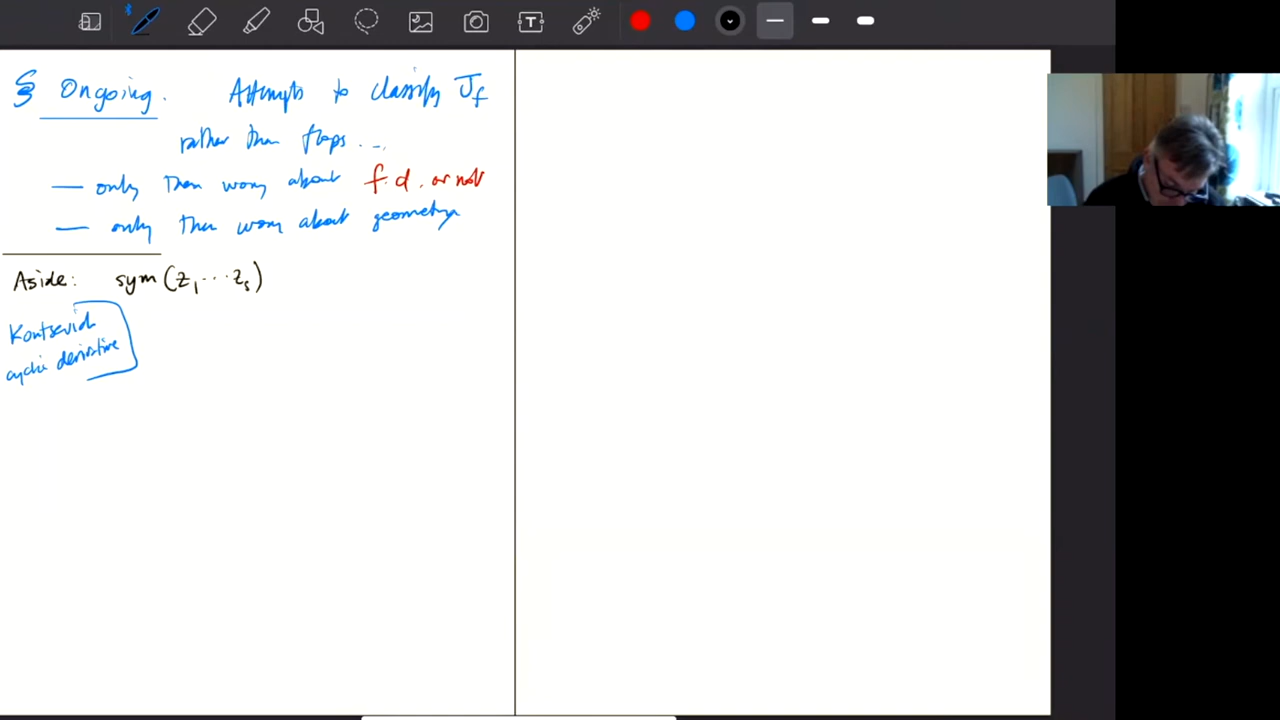 § Ongoing. Attempts to classify J_f
rather than flops...
— only then worry about f.d. or not
— only then worry about geometry
Aside: sym(z_1 ... z_s)
Kontsevich
cyclic derivative